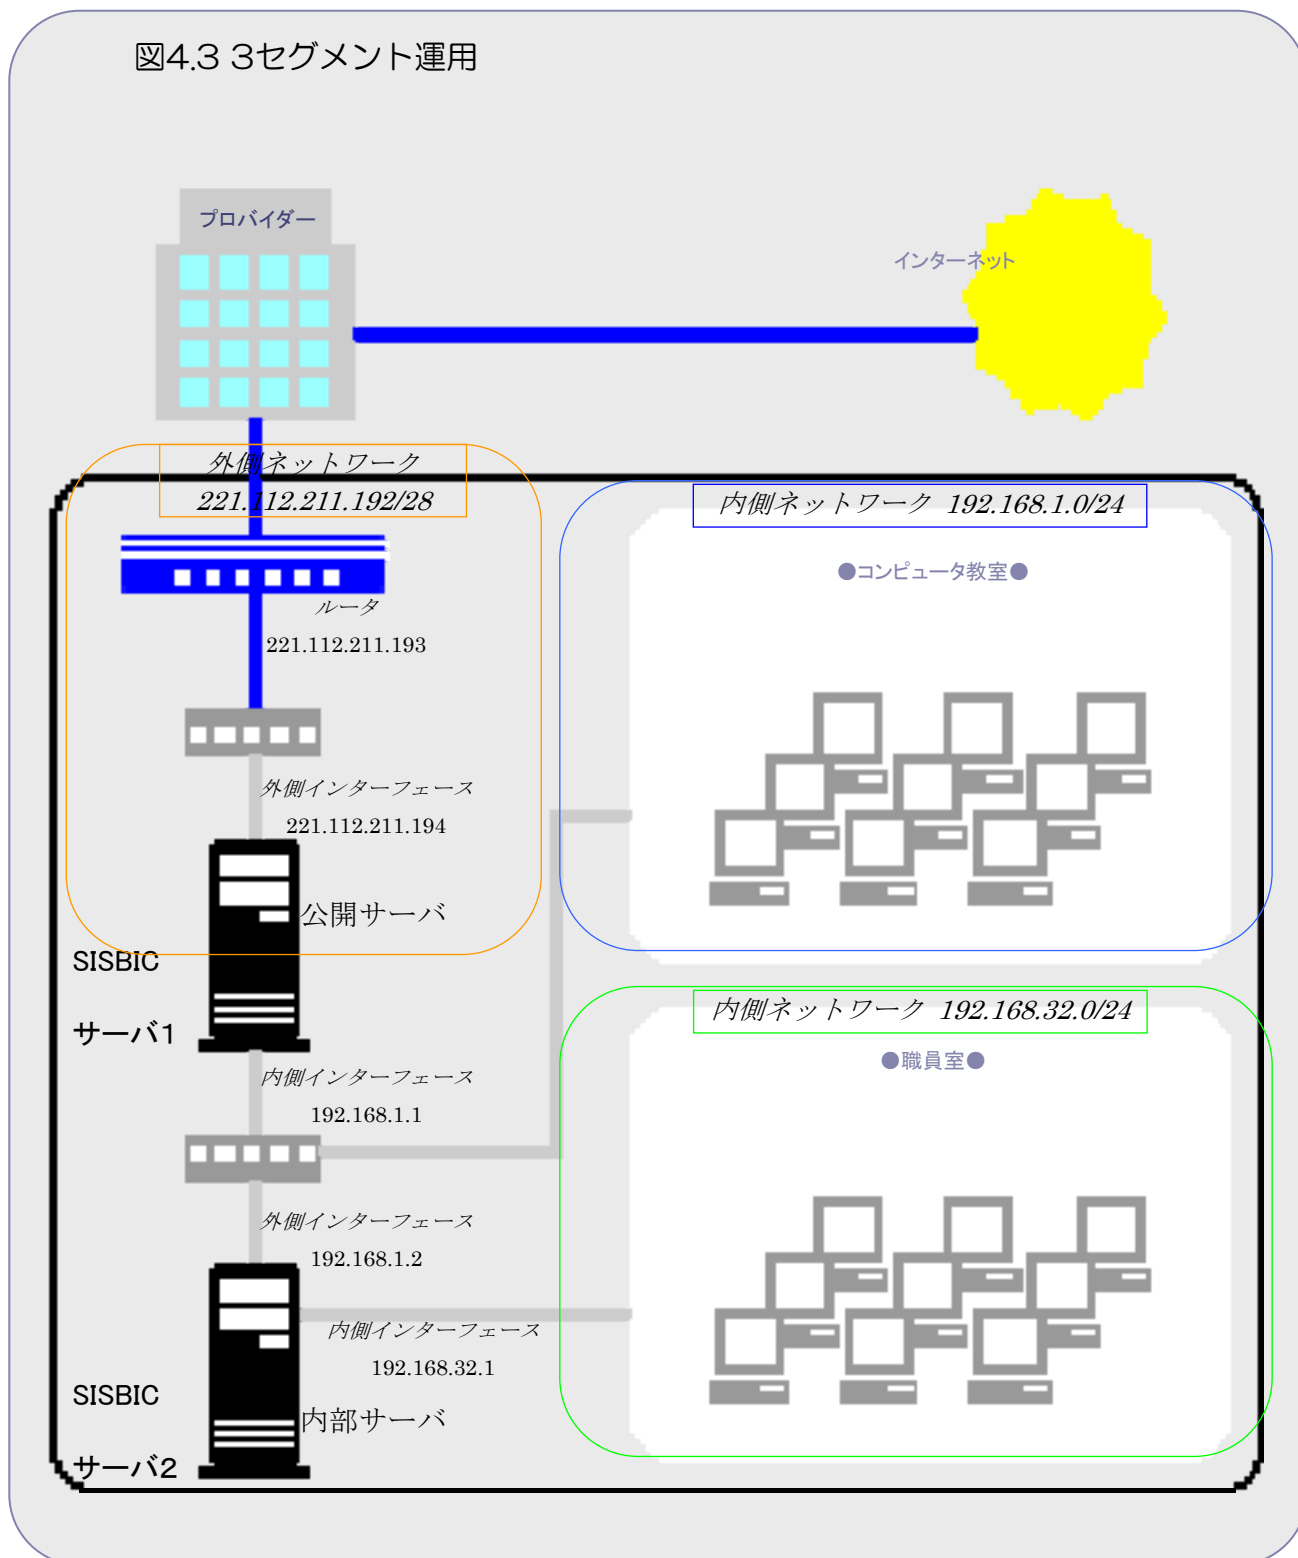 図4.3 3セグメント運用
プロバイダー
インターネット
外側ネットワーク
221.112.211.192/28
内側ネットワーク 192.168.1.0/24
●コンピュータ教室●
ルータ
221.112.211.193
外側インターフェース
221.112.211.194
公開サーバ
SISBIC
サーバ1
内側ネットワーク 192.168.32.0/24
●職員室●
内側インターフェース
192.168.1.1
外側インターフェース
192.168.1.2
内側インターフェース
192.168.32.1
SISBIC
内部サーバ
サーバ2